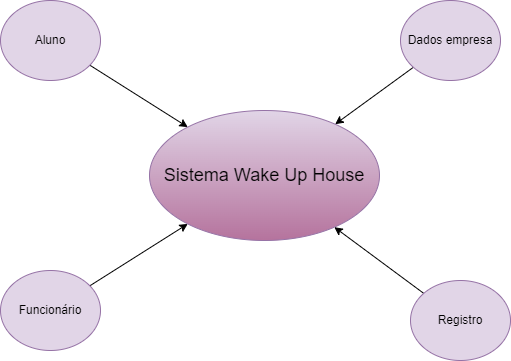 Aluno
Dados empresa
Sistema Wake Up House
Funcionário
Registro